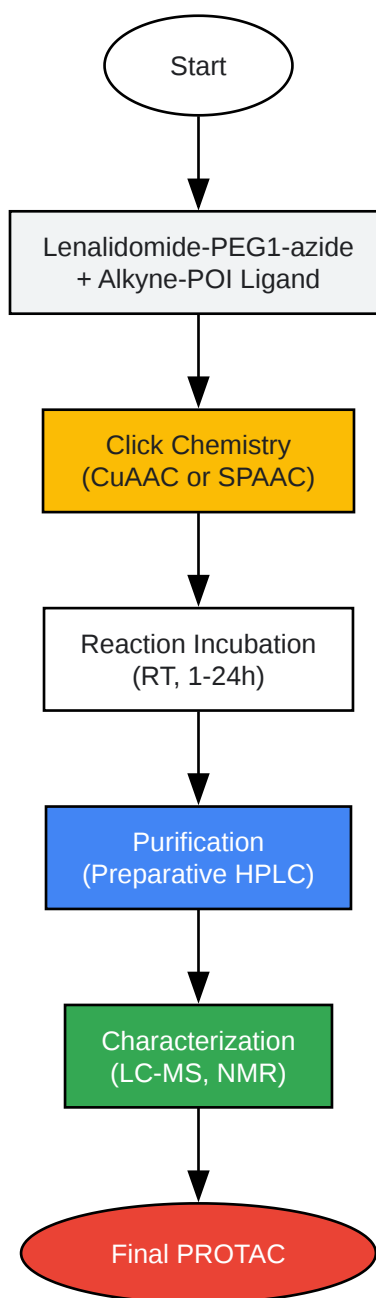 Start
Lenalidomide-PEG1-azide
+ Alkyne-POI Ligand
Click Chemistry
(CuAAC or SPAAC)
Reaction Incubation
(RT, 1-24h)
Purification
(Preparative HPLC)
Characterization
(LC-MS, NMR)
Final PROTAC